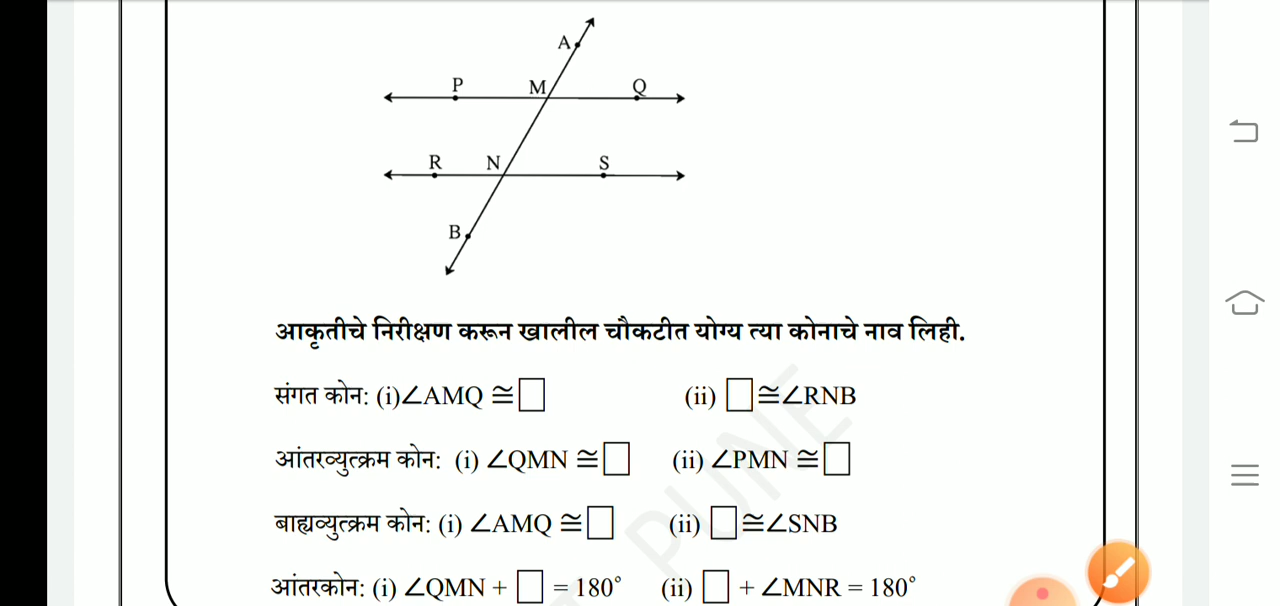 A
P M Q
R N S
B
आकृतीचे निरीक्षण करून खालील चौकटीत योग्य त्या कोनाचे नाव लिही.
संगत कोन: (i)∠AMQ ≅ □ (ii) □ ≅∠RNB
आंतरव्युत्क्रम कोन: (i) ∠QMN ≅ □ (ii) ∠PMN ≅ □
बाह्यव्युत्क्रम कोन: (i) ∠AMQ ≅ □ (ii) □ ≅∠SNB
आंतरकोन: (i) ∠QMN + □ = 180° (ii) □ + ∠MNR = 180°
PUNE